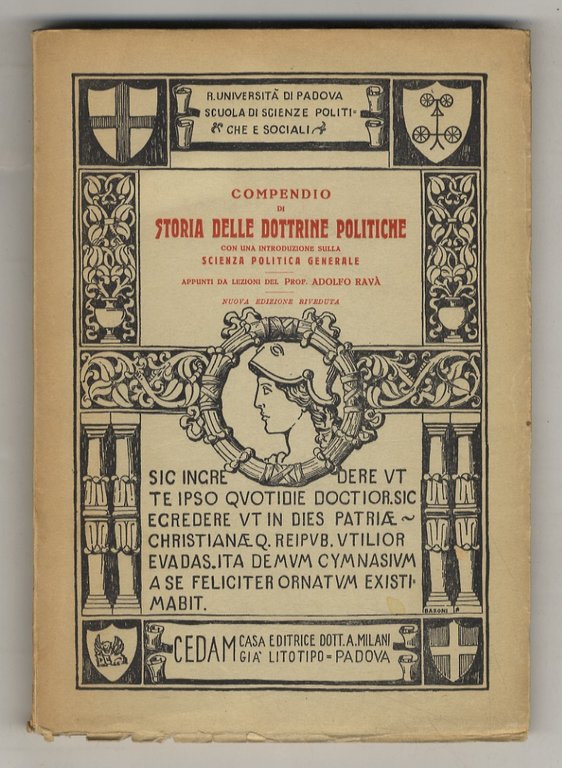 R. UNIVERSITÀ DI PADOVA
SCUOLA DI SCIENZE POLITI-
CHE E SOCIALI
COMPENDIO
DI
STORIA DELLE DOTTRINE POLITICHE
CON UNA INTRODUZIONE SULLA
SCIENZA POLITICA GENERALE
APPUNTI DA LEZIONI DEL PROF. ADOLFO RAVÀ
NUOVA EDIZIONE RIVEDUTA
SIC INGRE DERE VT
TE IPSO QVOTIDIE DOCTIOR. SIC
EGREDERE VT IN DIES PATRIÆ ~
CHRISTIANÆ Q. REIPVB. VTILIOR
EVADAS. ITA DEMVM GYMNASIVM
A SE FELICITER ORNATVM EXISTI-
MABIT.
BARONI A
CEDAM CASA EDITRICE DOTT. A. MILANI
GIÀ LITOTIPO = PADOVA